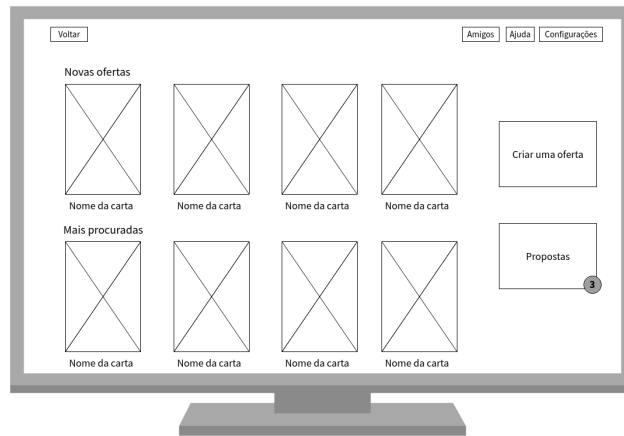 Voltar
Amigos
Ajuda
Configurações
Novas ofertas
Nome da carta
Nome da carta
Nome da carta
Nome da carta
Criar uma oferta
Mais procuradas
Propostas
3
Nome da carta
Nome da carta
Nome da carta
Nome da carta